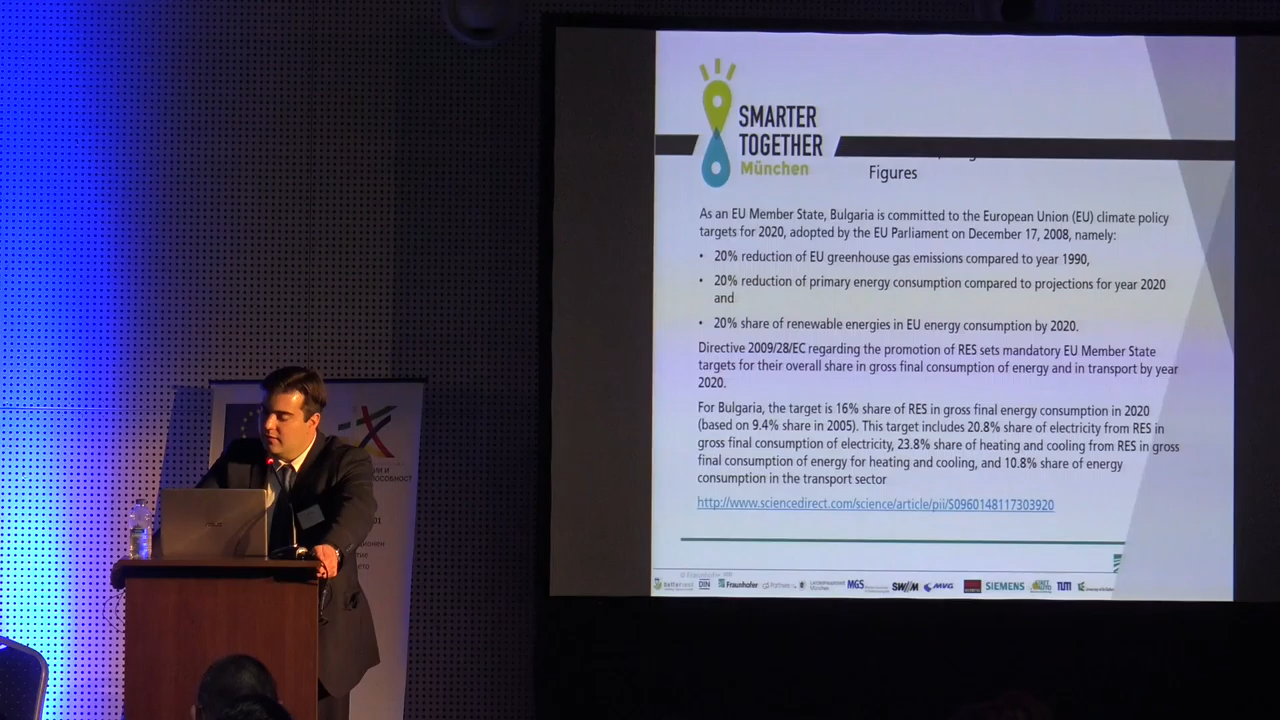 SMARTER
TOGETHER
München
Figures
As an EU Member State, Bulgaria is committed to the European Union (EU) climate policy
targets for 2020, adopted by the EU Parliament on December 17, 2008, namely:
• 20% reduction of EU greenhouse gas emissions compared to year 1990,
• 20% reduction of primary energy consumption compared to projections for year 2020
and
• 20% share of renewable energies in EU energy consumption by 2020.
Directive 2009/28/EC regarding the promotion of RES sets mandatory EU Member State
targets for their overall share in gross final consumption of energy and in transport by year
2020.
For Bulgaria, the target is 16% share of RES in gross final energy consumption in 2020
(based on 9.4% share in 2005). This target includes 20.8% share of electricity from RES in
gross final consumption of electricity, 23.8% share of heating and cooling from RES in gross
final consumption of energy for heating and cooling, and 10.8% share of energy
consumption in the transport sector
http://www.sciencedirect.com/science/article/pii/S0960148117303920
© Fraunhofer
DIN Fraunhofer MGS SWM MVG SIEMENS TUM